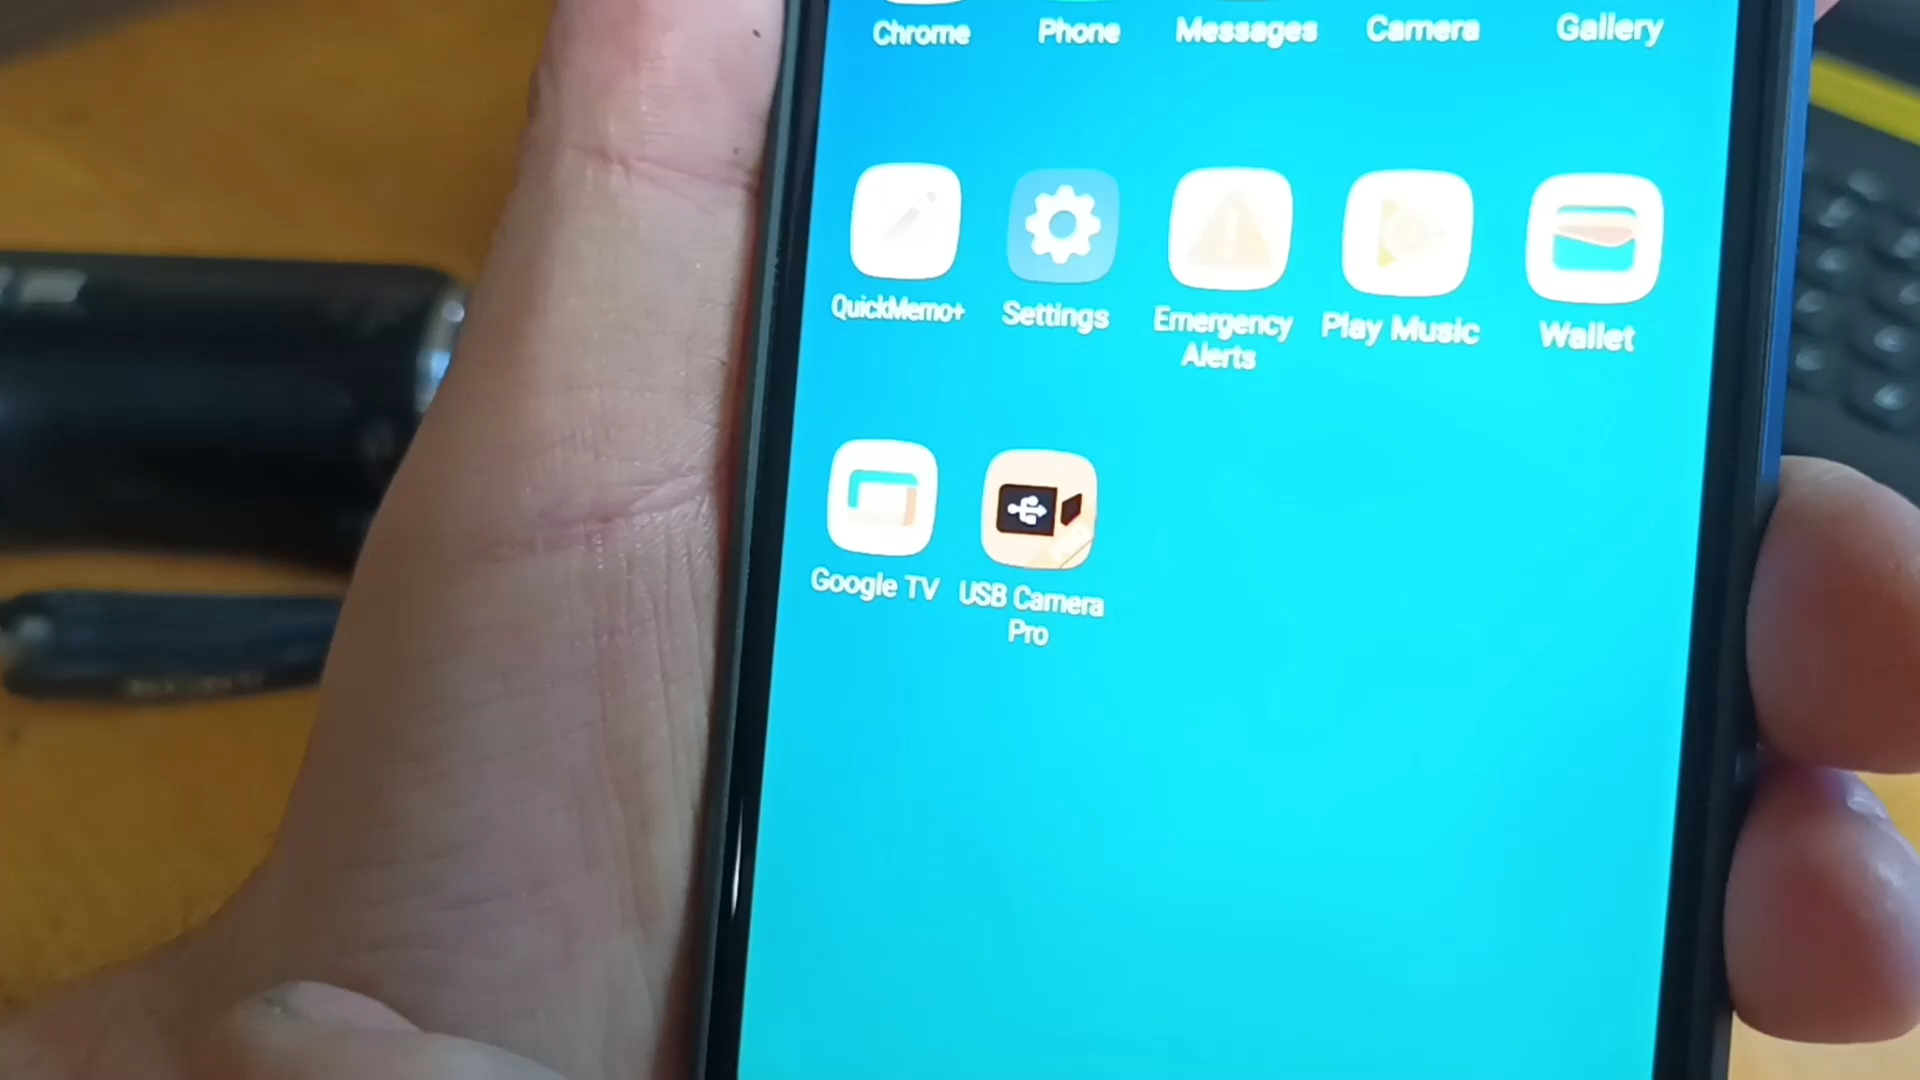 Chrome
Phone
Messages
Camera
Gallery
QuickMemo+
Settings
Emergency
Alerts
Play Music
Wallet
Google TV
USB Camera
Pro